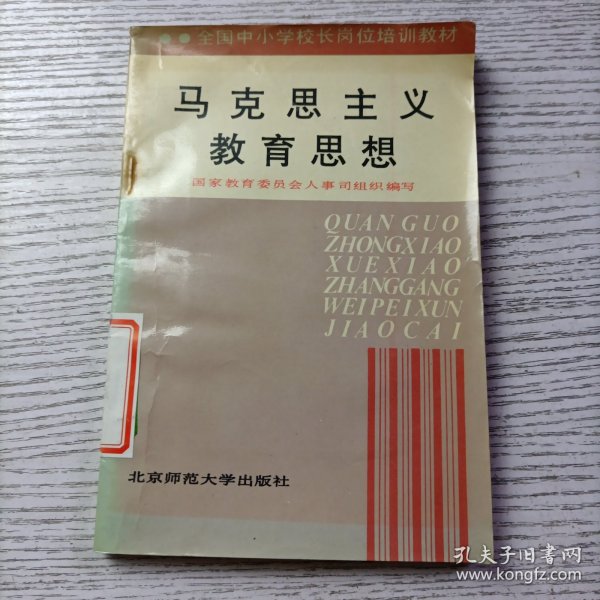 全国中小学校长岗位培训教材
马克思主义
教育思想
国家教育委员会人事司组织编写
QUAN GUO
ZHONGXIAO
XUEXIAO
ZHANGGANG
WEIPEIXUN
JIAOCAI
北京师范大学出版社
孔夫子旧书网
www.kongfz.com